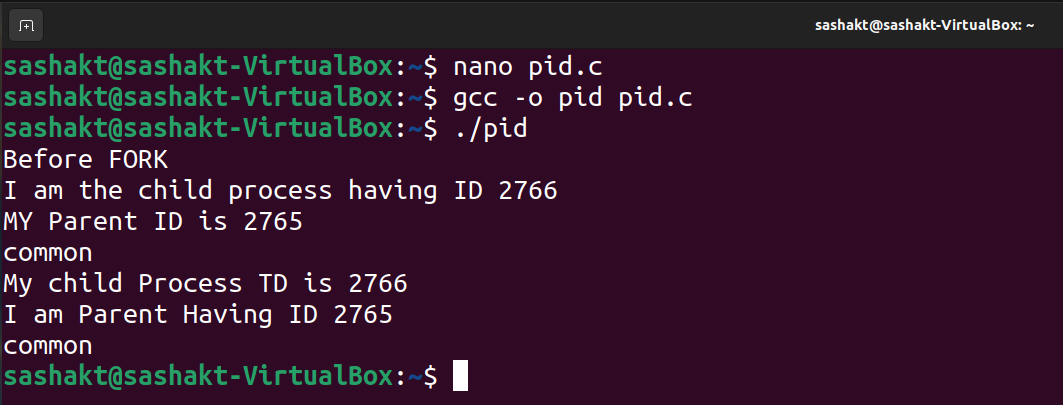 sashakt@sashakt-VirtualBox: ~
sashakt@sashakt-VirtualBox:~$ nano pid.c
sashakt@sashakt-VirtualBox:~$ gcc -o pid pid.c
sashakt@sashakt-VirtualBox:~$ ./pid
Before FORK
I am the child process having ID 2766
MY Parent ID is 2765
common
My child Process TD is 2766
I am Parent Having ID 2765
common
sashakt@sashakt-VirtualBox:~$